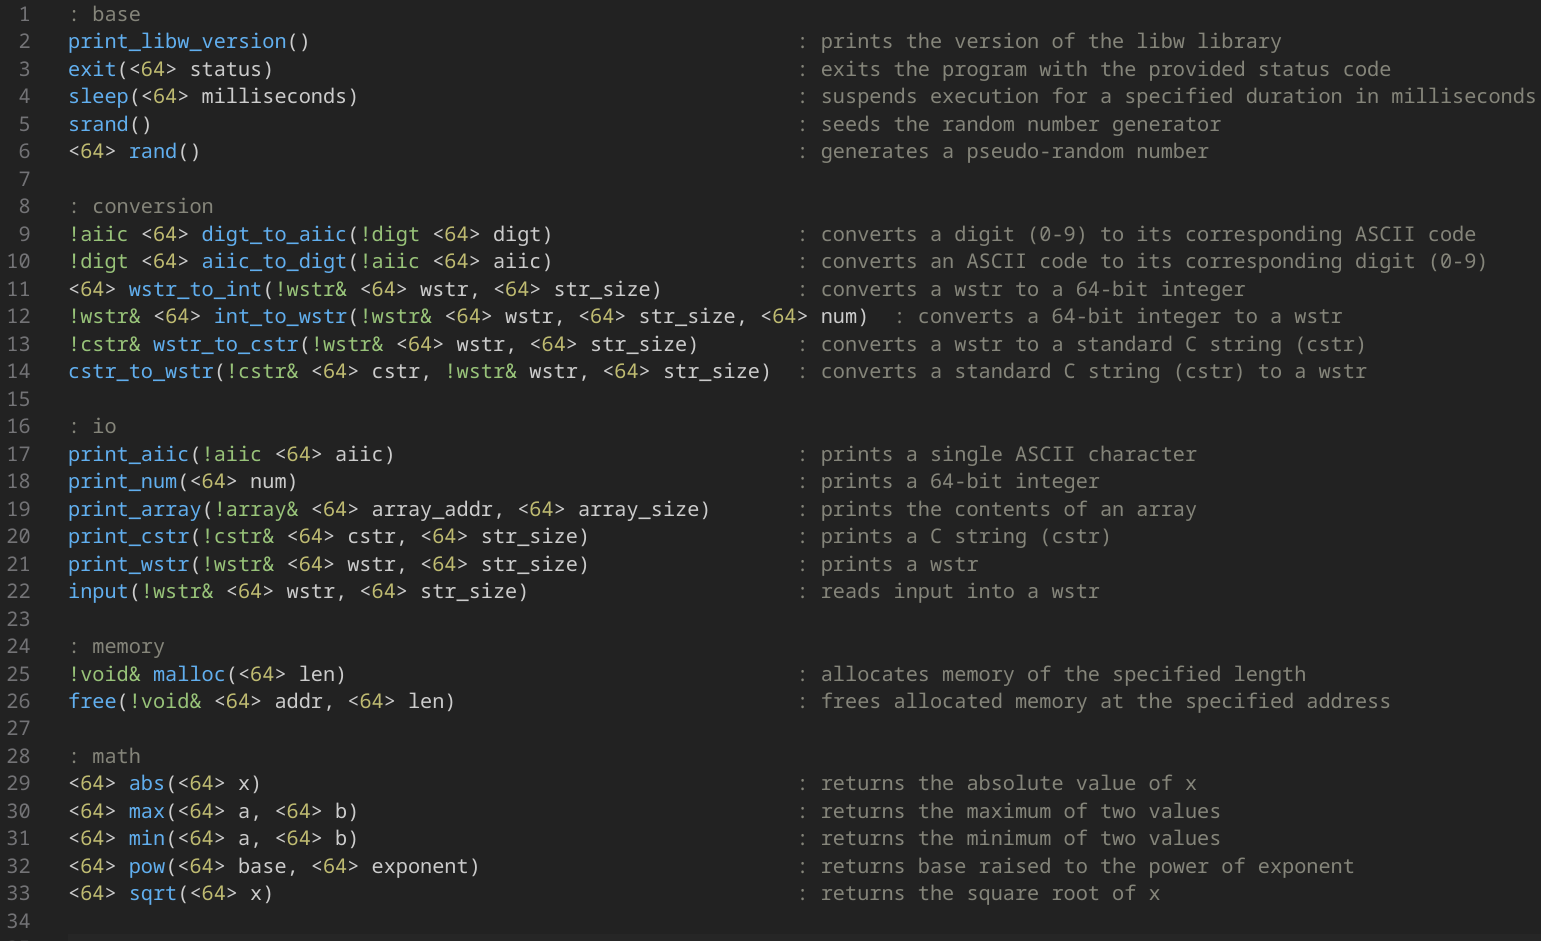 1 : base
2 print_libw_version() : prints the version of the libw library
3 exit(<64> status) : exits the program with the provided status code
4 sleep(<64> milliseconds) : suspends execution for a specified duration in milliseconds
5 srand() : seeds the random number generator
6 <64> rand() : generates a pseudo-random number
7
8 : conversion
9 !aiic <64> digt_to_aiic(!digt <64> digt) : converts a digit (0-9) to its corresponding ASCII code
10 !digt <64> aiic_to_digt(!aiic <64> aiic) : converts an ASCII code to its corresponding digit (0-9)
11 <64> wstr_to_int(!wstr& <64> wstr, <64> str_size) : converts a wstr to a 64-bit integer
12 !wstr& <64> int_to_wstr(!wstr& <64> wstr, <64> str_size, <64> num) : converts a 64-bit integer to a wstr
13 !cstr& wstr_to_cstr(!wstr& <64> wstr, <64> str_size) : converts a wstr to a standard C string (cstr)
14 cstr_to_wstr(!cstr& <64> cstr, !wstr& wstr, <64> str_size) : converts a standard C string (cstr) to a wstr
15
16 : io
17 print_aiic(!aiic <64> aiic) : prints a single ASCII character
18 print_num(<64> num) : prints a 64-bit integer
19 print_array(!array& <64> array_addr, <64> array_size) : prints the contents of an array
20 print_cstr(!cstr& <64> cstr, <64> str_size) : prints a C string (cstr)
21 print_wstr(!wstr& <64> wstr, <64> str_size) : prints a wstr
22 input(!wstr& <64> wstr, <64> str_size) : reads input into a wstr
23
24 : memory
25 !void& malloc(<64> len) : allocates memory of the specified length
26 free(!void& <64> addr, <64> len) : frees allocated memory at the specified address
27
28 : math
29 <64> abs(<64> x) : returns the absolute value of x
30 <64> max(<64> a, <64> b) : returns the maximum of two values
31 <64> min(<64> a, <64> b) : returns the minimum of two values
32 <64> pow(<64> base, <64> exponent) : returns base raised to the power of exponent
33 <64> sqrt(<64> x) : returns the square root of x
34